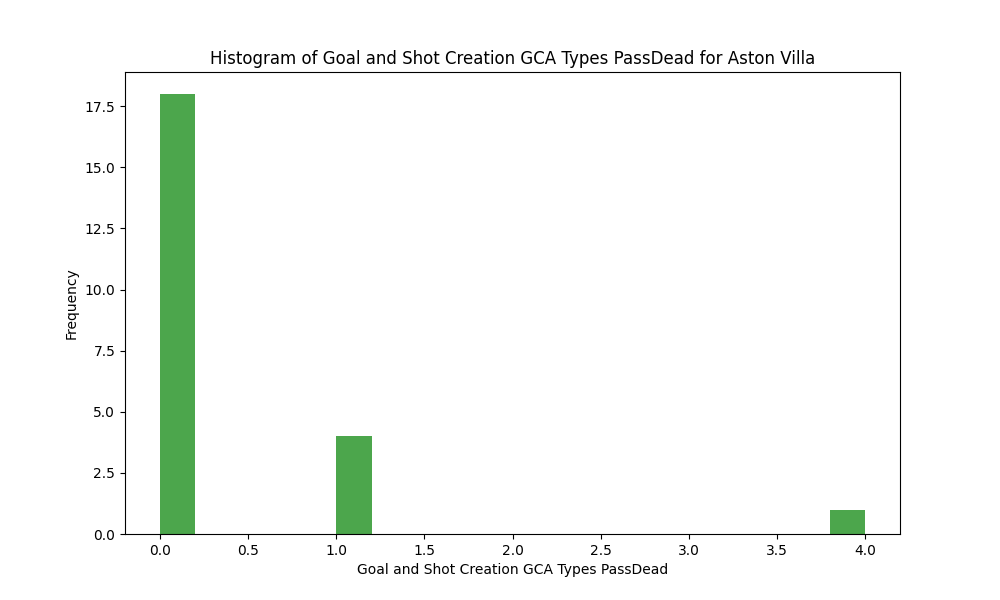 Histogram of Goal and Shot Creation GCA Types PassDead for Aston Villa
17.5
15.0
12.5
10.0
7.5
5.0
2.5
0.0
Frequency
0.0 0.5 1.0 1.5 2.0 2.5 3.0 3.5 4.0
Goal and Shot Creation GCA Types PassDead